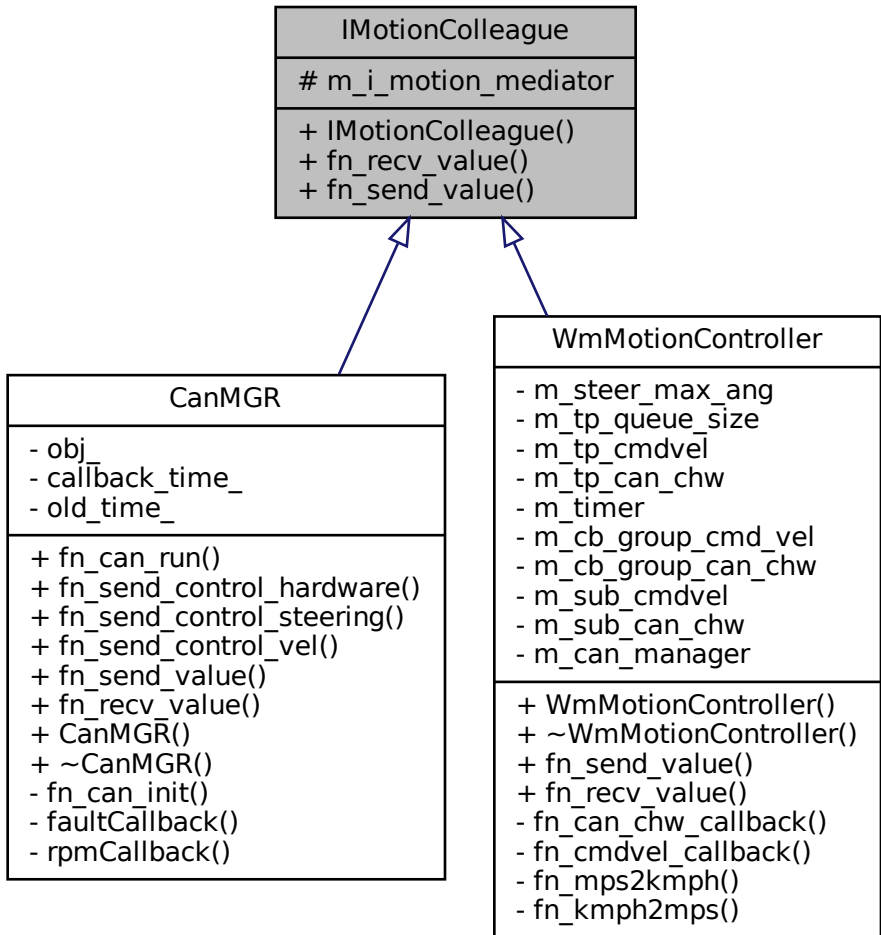 IMotionColleague
# m_i_motion_mediator
+ IMotionColleague()
+ fn_recv_value()
+ fn_send_value()
CanMGR
- obj_
- callback_time_
- old_time_
+ fn_can_run()
+ fn_send_control_hardware()
+ fn_send_control_steering()
+ fn_send_control_vel()
+ fn_send_value()
+ fn_recv_value()
+ CanMGR()
+ ~CanMGR()
- fn_can_init()
- faultCallback()
- rpmCallback()
WmMotionController
- m_steer_max_ang
- m_tp_queue_size
- m_tp_cmdvel
- m_tp_can_chw
- m_timer
- m_cb_group_cmd_vel
- m_cb_group_can_chw
- m_sub_cmdvel
- m_sub_can_chw
- m_can_manager
+ WmMotionController()
+ ~WmMotionController()
+ fn_send_value()
+ fn_recv_value()
- fn_can_chw_callback()
- fn_cmdvel_callback()
- fn_mps2kmph()
- fn_kmph2mps()